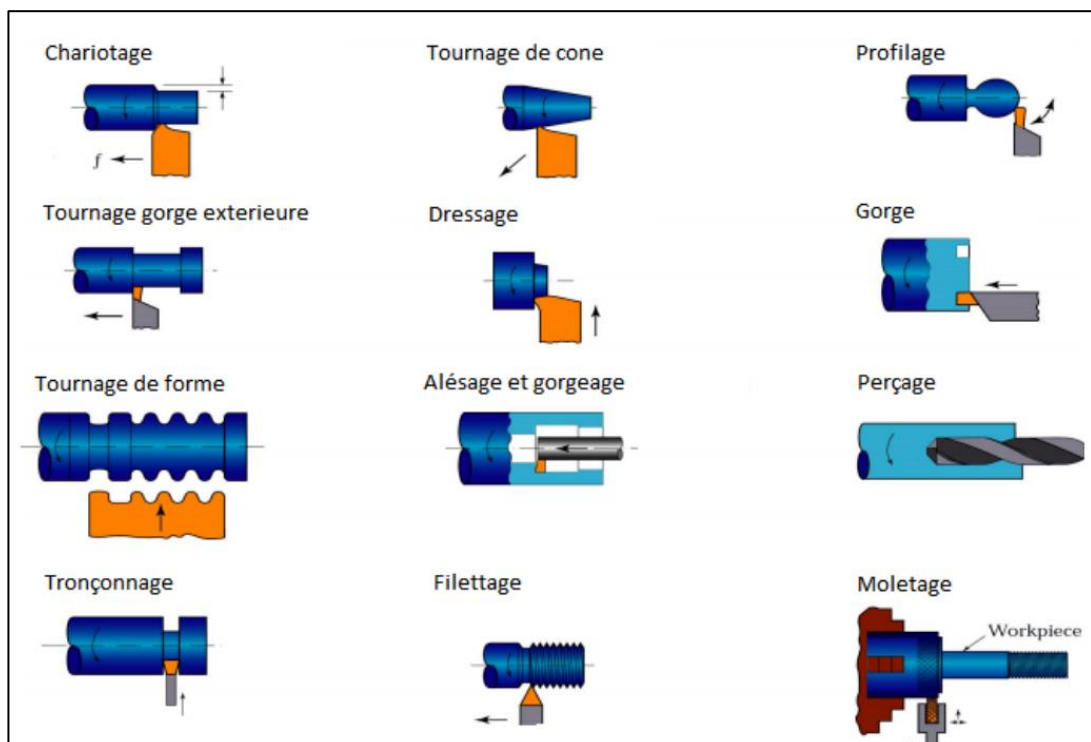 Chariotage
Tournage de cone
Profilage
f
Tournage gorge exterieure
Dressage
Gorge
Tournage de forme
Alésage et gorgeage
Perçage
Tronçonnage
Filettage
Moletage
Workpiece